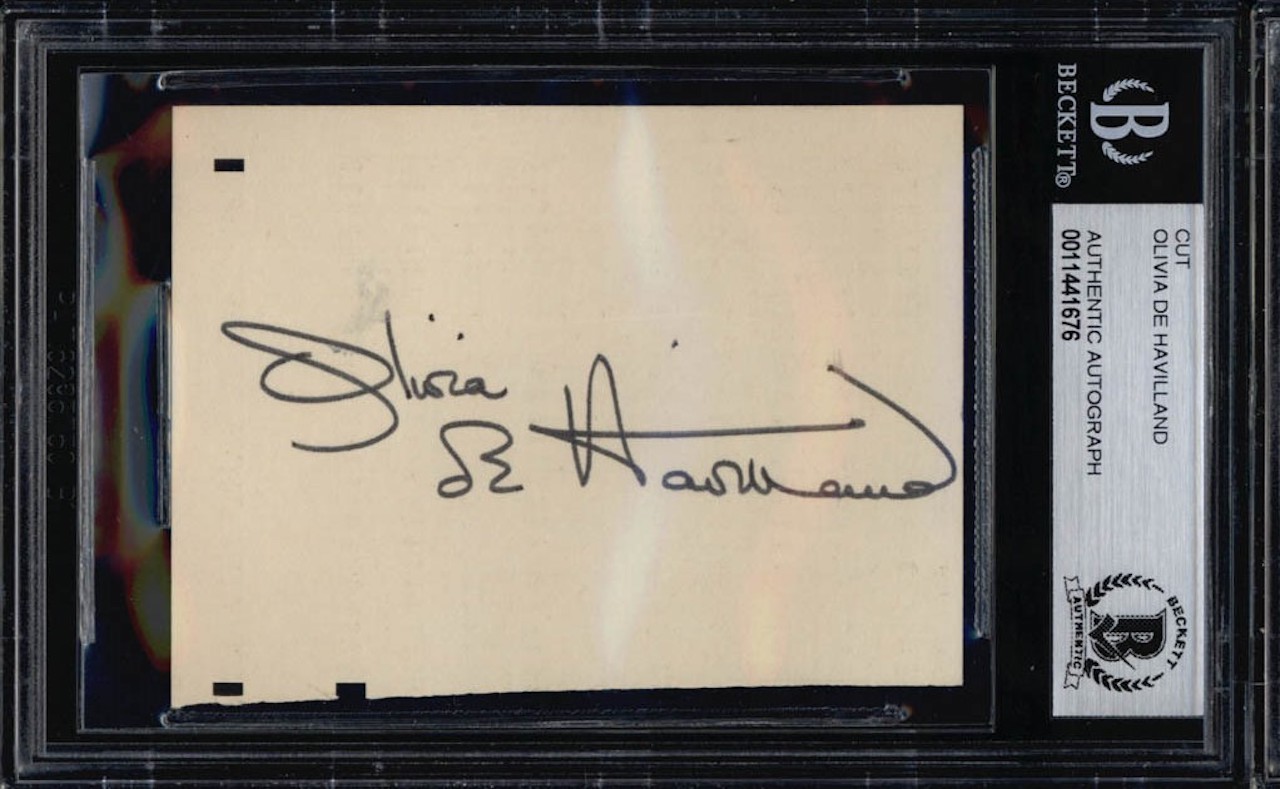 Olivia
de Havilland
BECKETT®
B
CUT
OLIVIA DE HAVILLAND
AUTHENTIC AUTOGRAPH
0011441676
BECKETT
B
AUTHENTIC